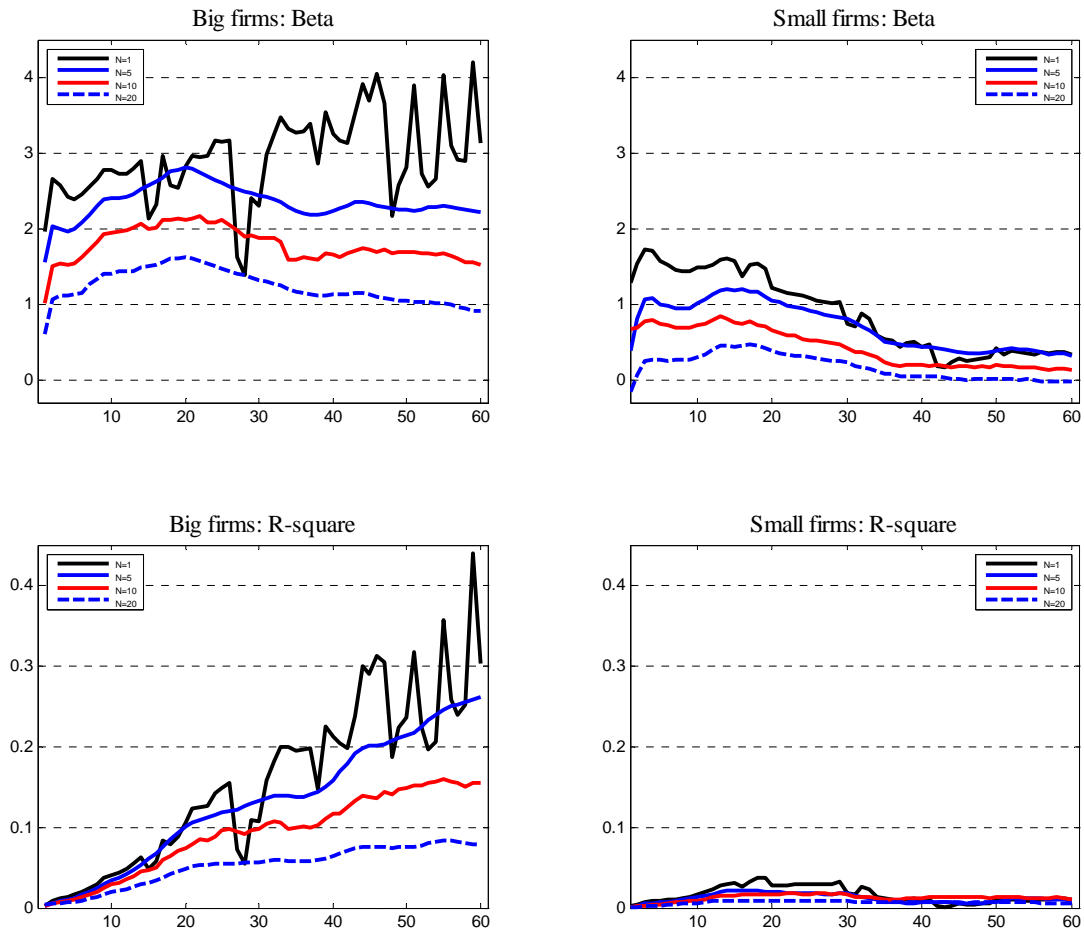 Big firms: Beta
4
3
2
1
0
N=1
N=5
N=10
N=20
10 20 30 40 50 60
Small firms: Beta
4
3
2
1
0
N=1
N=5
N=10
N=20
10 20 30 40 50 60
Big firms: R-square
0.4
0.3
0.2
0.1
0
N=1
N=5
N=10
N=20
10 20 30 40 50 60
Small firms: R-square
0.4
0.3
0.2
0.1
0
N=1
N=5
N=10
N=20
10 20 30 40 50 60